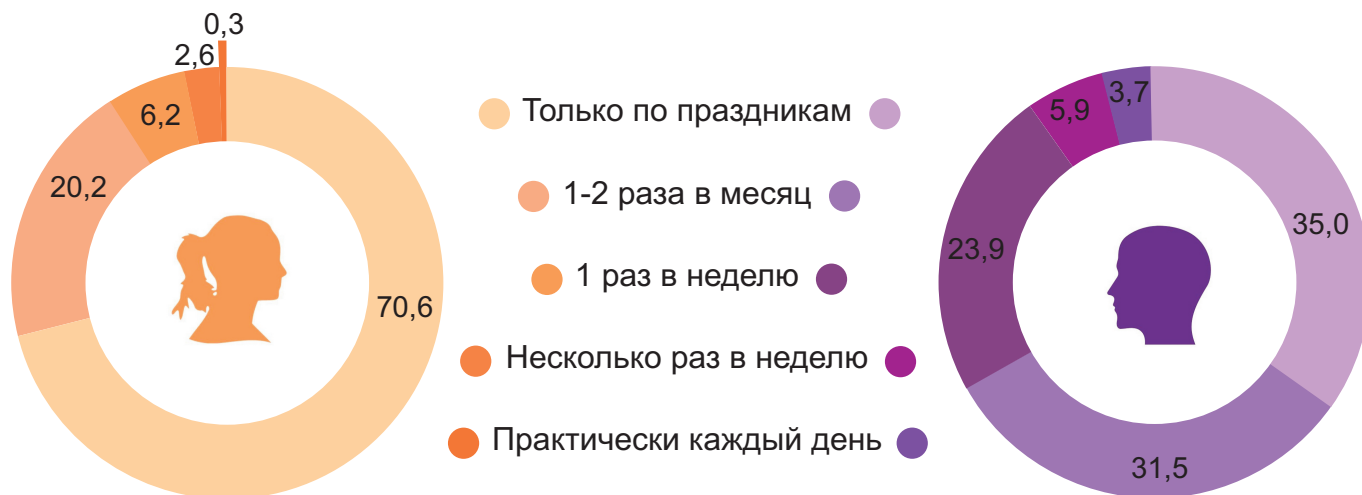 0,3
2,6
6,2
20,2
70,6
Только по праздникам
1-2 раза в месяц
1 раз в неделю
Несколько раз в неделю
Практически каждый день
3,7
5,9
23,9
35,0
31,5